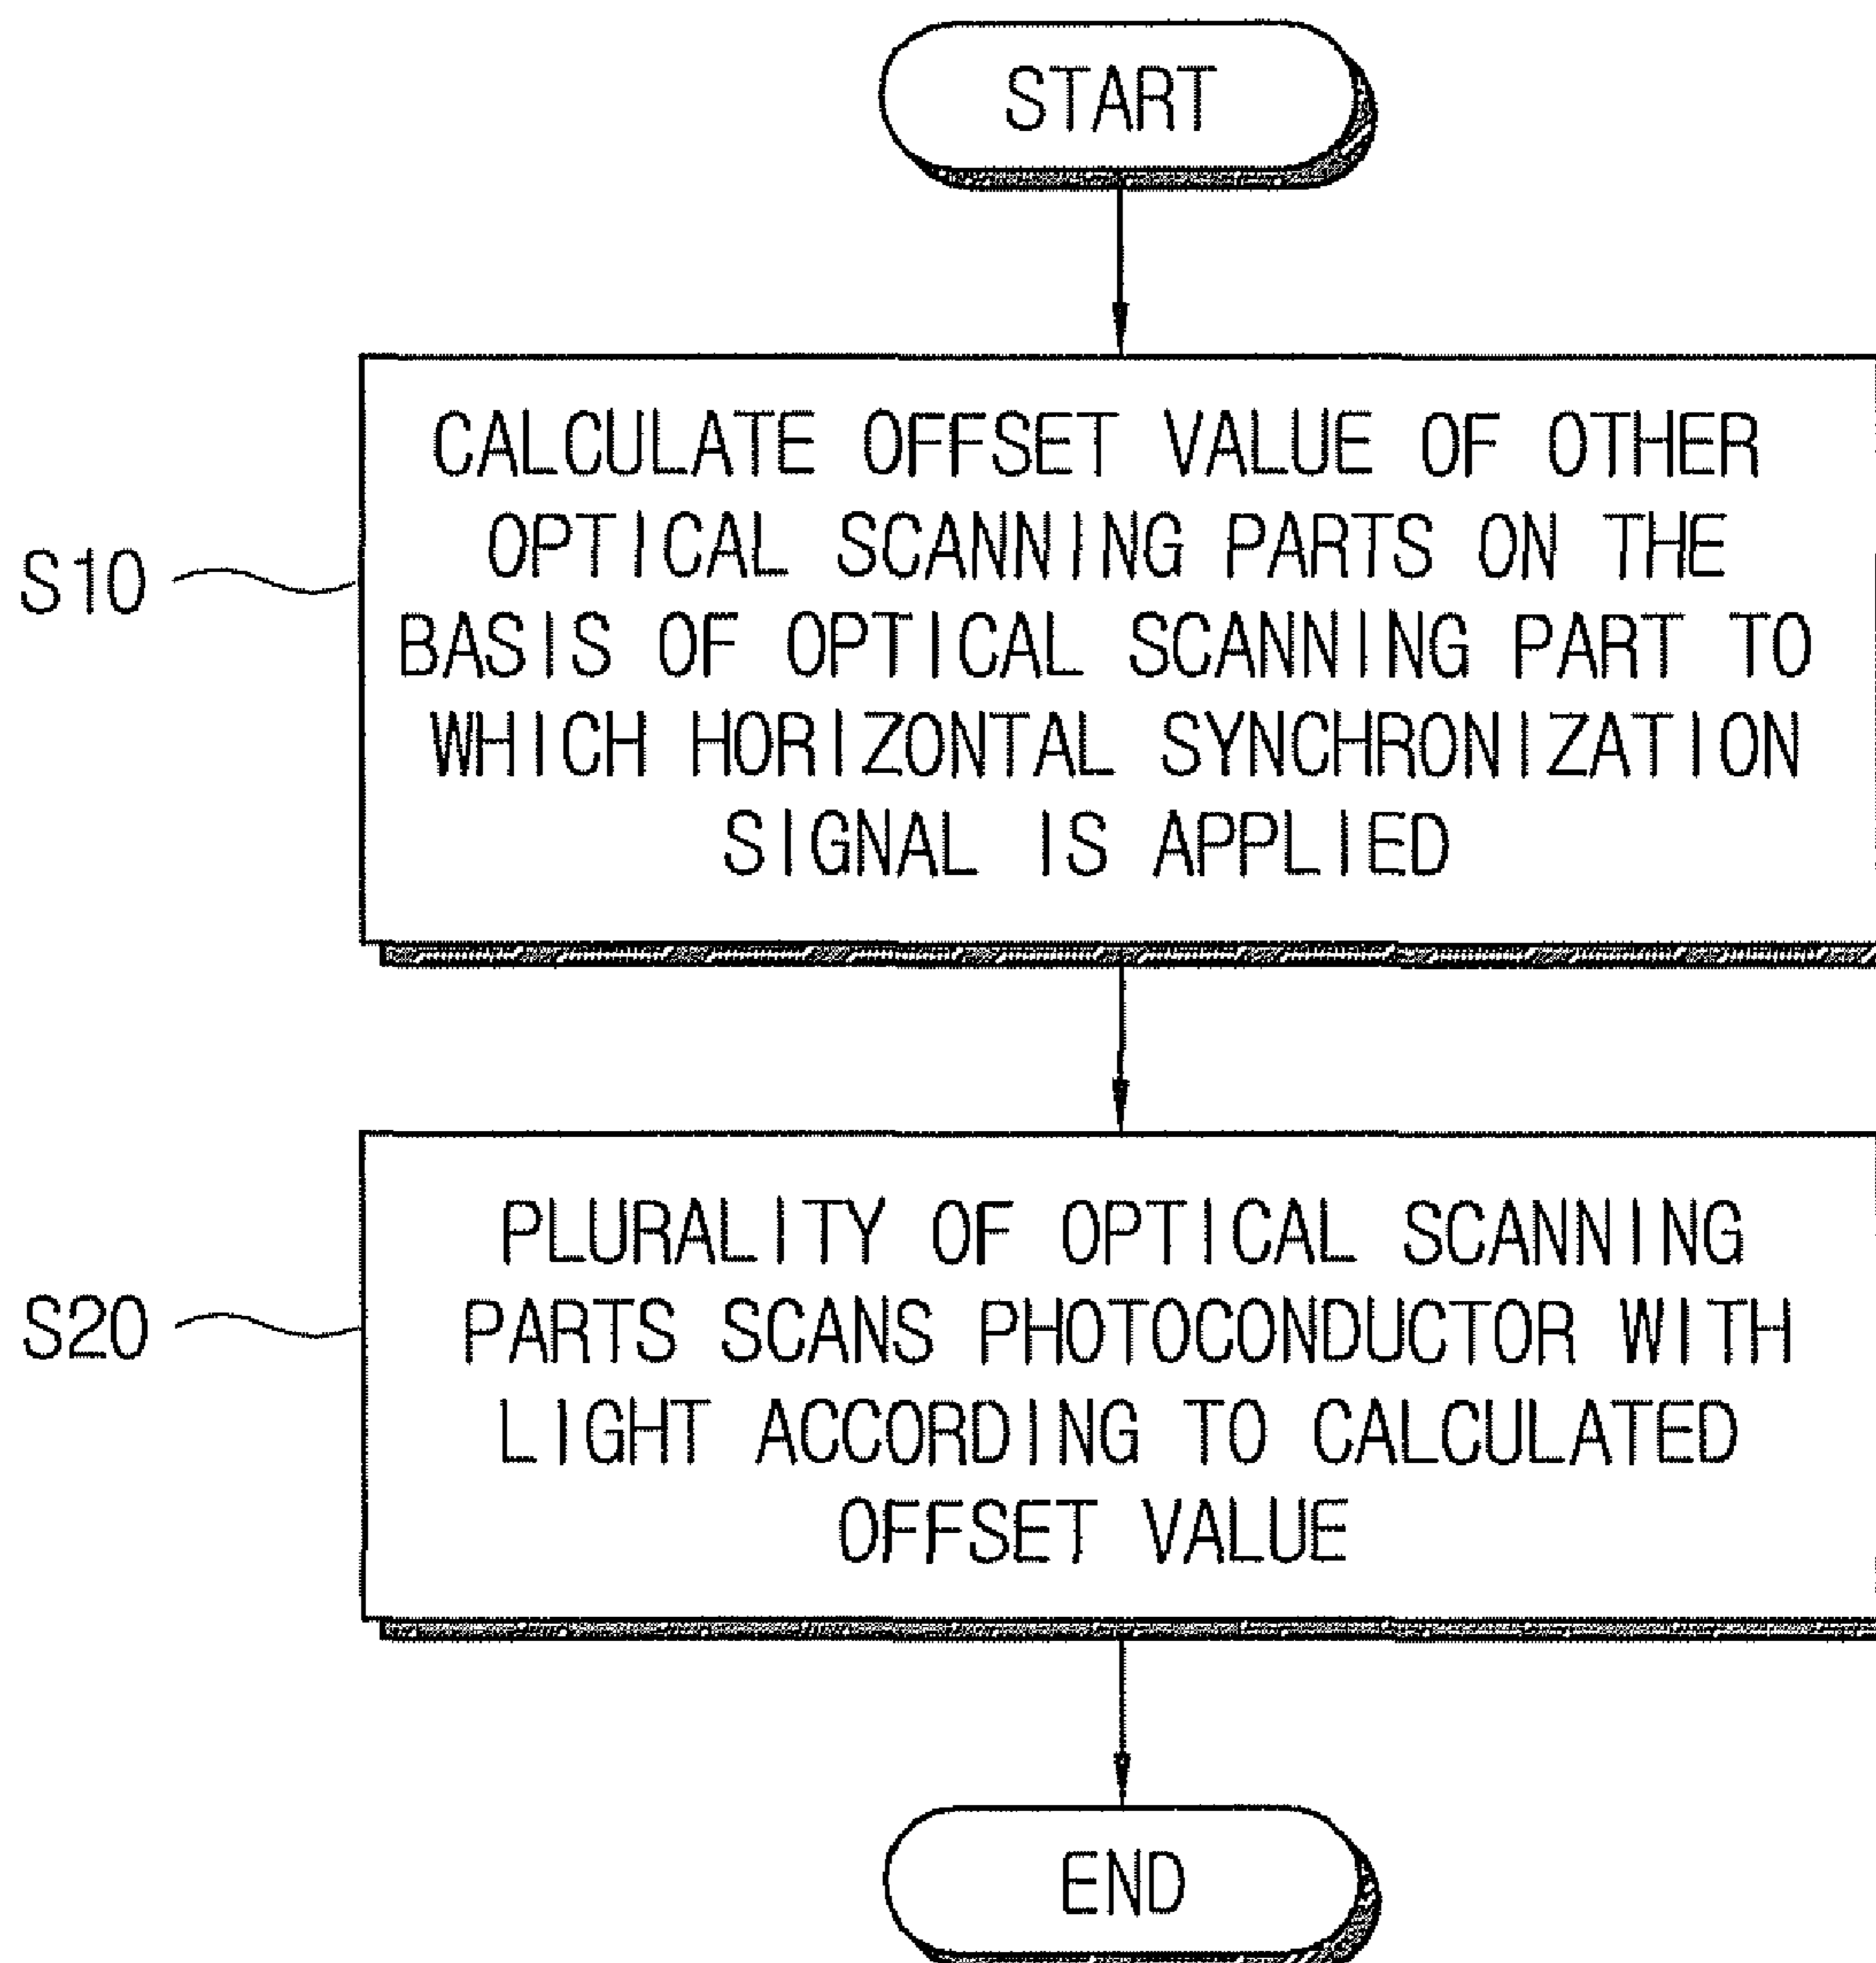 START
S10
CALCULATE OFFSET VALUE OF OTHER
OPTICAL SCANNING PARTS ON THE
BASIS OF OPTICAL SCANNING PART TO
WHICH HORIZONTAL SYNCHRONIZATION
SIGNAL IS APPLIED
S20
PLURALITY OF OPTICAL SCANNING
PARTS SCANS PHOTOCONDUCTOR WITH
LIGHT ACCORDING TO CALCULATED
OFFSET VALUE
END